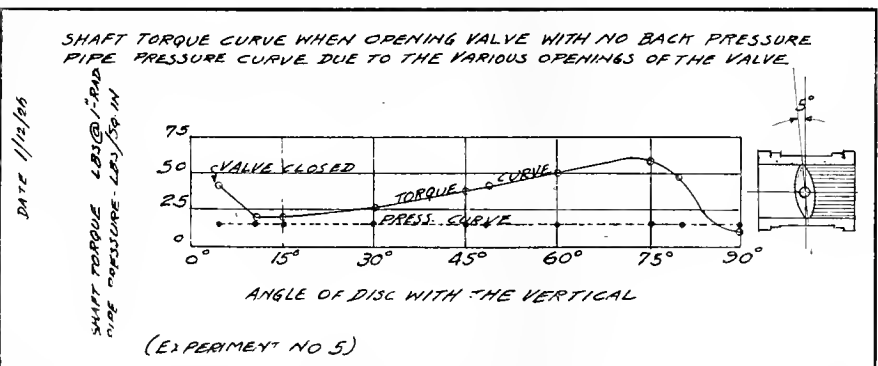 SHAFT TORQUE CURVE WHEN OPENING VALVE WITH NO BACK PRESSURE
PIPE PRESSURE CURVE DUE TO THE VARIOUS OPENINGS OF THE VALVE
DATE 1/12/26
SHAFT TORQUE LBS@1"RAD
PIPE PRESSURE - LBS/SQ.IN
75
50
25
0
VALVE CLOSED
TORQUE CURVE
PRESS. CURVE
5°
0° 15° 30° 45° 60° 75° 90°
ANGLE OF DISC WITH THE VERTICAL
(EXPERIMENT NO 5)